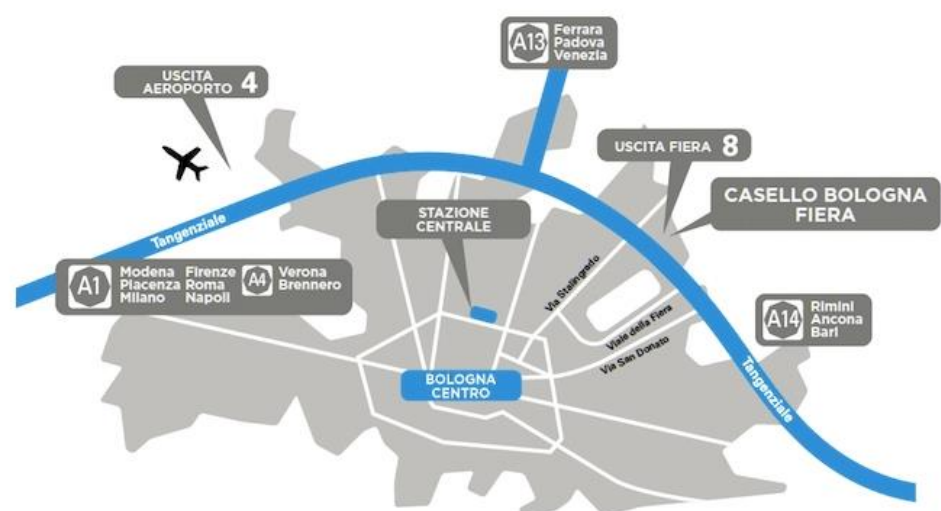 A13
Ferrara
Padova
Venezia
USCITA
AEROPORTO 4
USCITA FIERA 8
CASELLO BOLOGNA
FIERA
STAZIONE
CENTRALE
Tangenziale
A1
Modena
Piacenza
Milano
Firenze
Roma
Napoli
A4
Verona
Brennero
Via Stalingrado
Viale della Fiera
Via San Donato
A14
Rimini
Ancona
Bari
BOLOGNA
CENTRO
Tangenziale